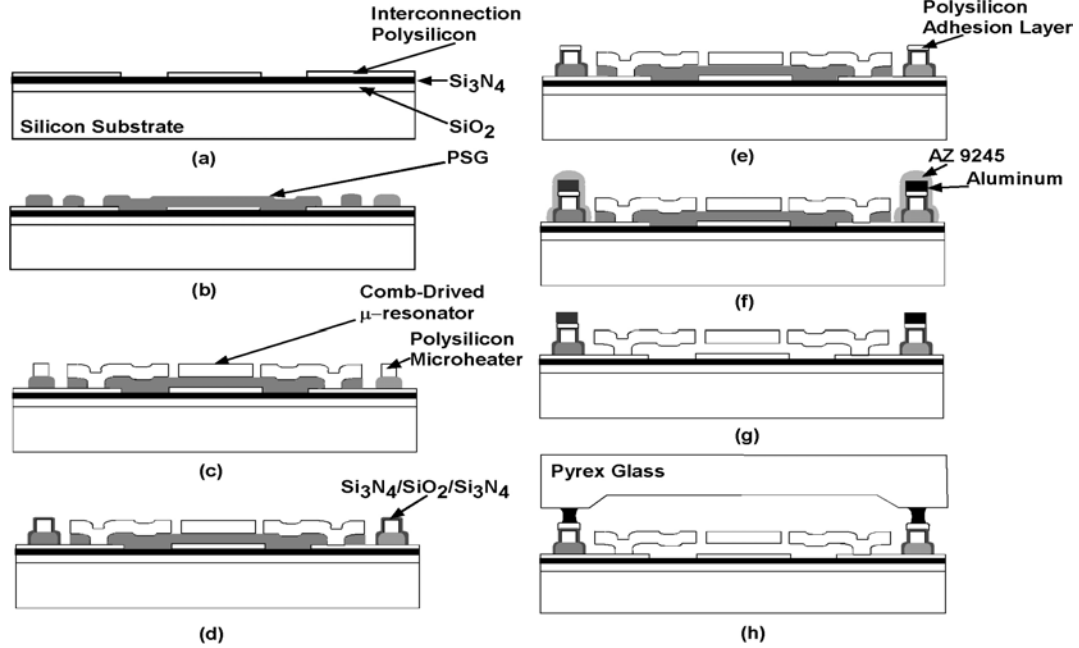 Interconnection
Polysilicon
Si3N4
SiO2
Silicon Substrate
(a)
PSG
(b)
Comb-Drived
μ-resonator
Polysilicon
Microheater
(c)
Si3N4/SiO2/Si3N4
(d)
Polysilicon
Adhesion Layer
(e)
AZ 9245
Aluminum
(f)
(g)
Pyrex Glass
(h)